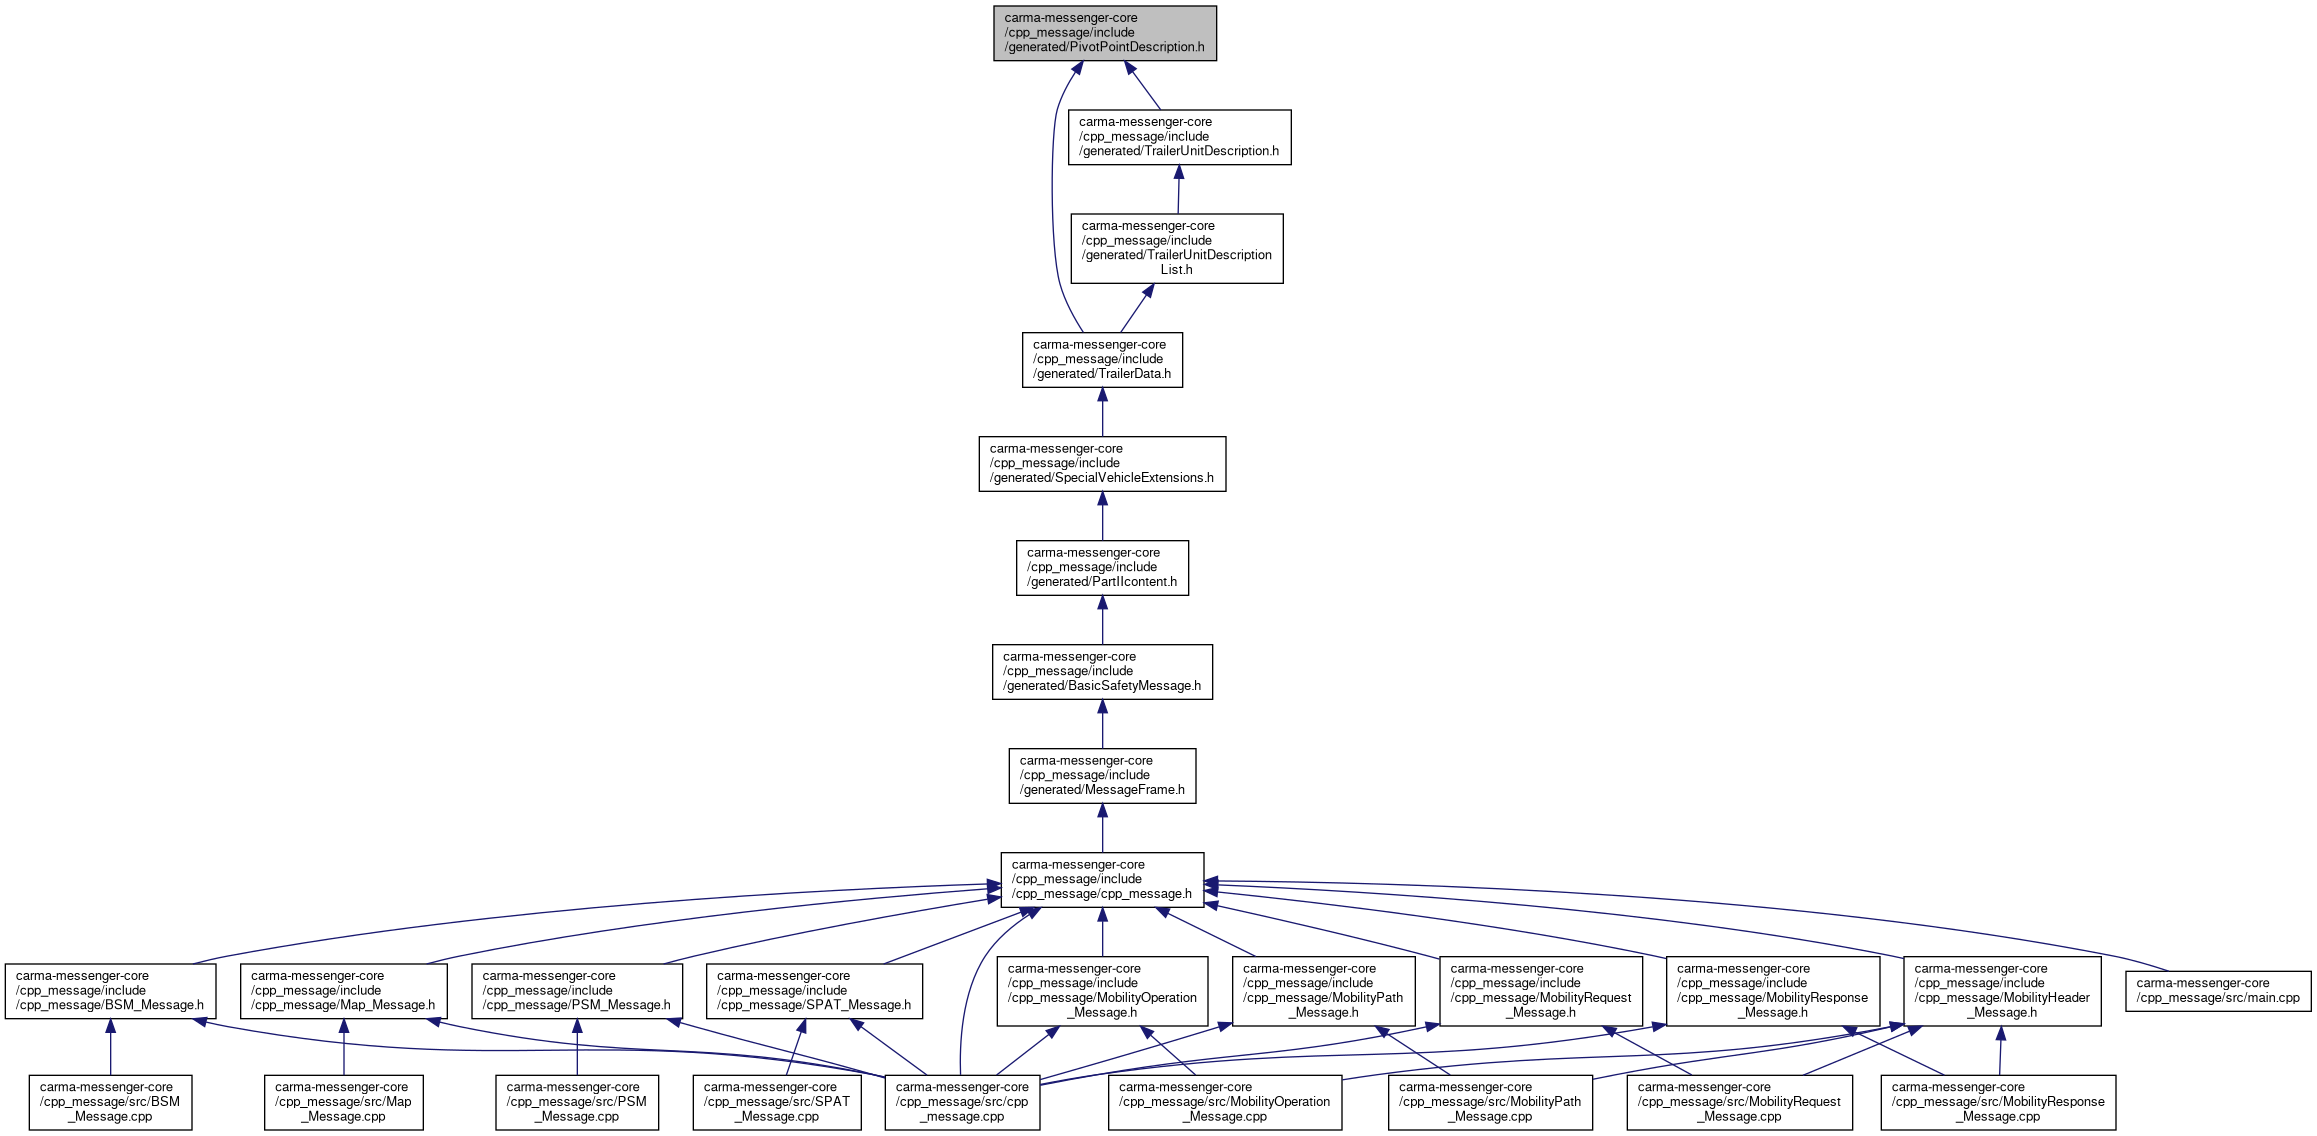 carma-messenger-core
/cpp_message/include
/generated/PivotPointDescription.h
carma-messenger-core
/cpp_message/include
/generated/TrailerUnitDescription.h
carma-messenger-core
/cpp_message/include
/generated/TrailerUnitDescription
List.h
carma-messenger-core
/cpp_message/include
/generated/TrailerData.h
carma-messenger-core
/cpp_message/include
/generated/SpecialVehicleExtensions.h
carma-messenger-core
/cpp_message/include
/generated/PartIIcontent.h
carma-messenger-core
/cpp_message/include
/generated/BasicSafetyMessage.h
carma-messenger-core
/cpp_message/include
/generated/MessageFrame.h
carma-messenger-core
/cpp_message/include
/cpp_message/cpp_message.h
carma-messenger-core
/cpp_message/include
/cpp_message/BSM_Message.h
carma-messenger-core
/cpp_message/include
/cpp_message/Map_Message.h
carma-messenger-core
/cpp_message/include
/cpp_message/PSM_Message.h
carma-messenger-core
/cpp_message/include
/cpp_message/SPAT_Message.h
carma-messenger-core
/cpp_message/include
/cpp_message/MobilityOperation
_Message.h
carma-messenger-core
/cpp_message/include
/cpp_message/MobilityPath
_Message.h
carma-messenger-core
/cpp_message/include
/cpp_message/MobilityRequest
_Message.h
carma-messenger-core
/cpp_message/include
/cpp_message/MobilityResponse
_Message.h
carma-messenger-core
/cpp_message/include
/cpp_message/MobilityHeader
_Message.h
carma-messenger-core
/cpp_message/src/main.cpp
carma-messenger-core
/cpp_message/src/BSM
_Message.cpp
carma-messenger-core
/cpp_message/src/Map
_Message.cpp
carma-messenger-core
/cpp_message/src/PSM
_Message.cpp
carma-messenger-core
/cpp_message/src/SPAT
_Message.cpp
carma-messenger-core
/cpp_message/src/cpp
_message.cpp
carma-messenger-core
/cpp_message/src/MobilityOperation
_Message.cpp
carma-messenger-core
/cpp_message/src/MobilityPath
_Message.cpp
carma-messenger-core
/cpp_message/src/MobilityRequest
_Message.cpp
carma-messenger-core
/cpp_message/src/MobilityResponse
_Message.cpp